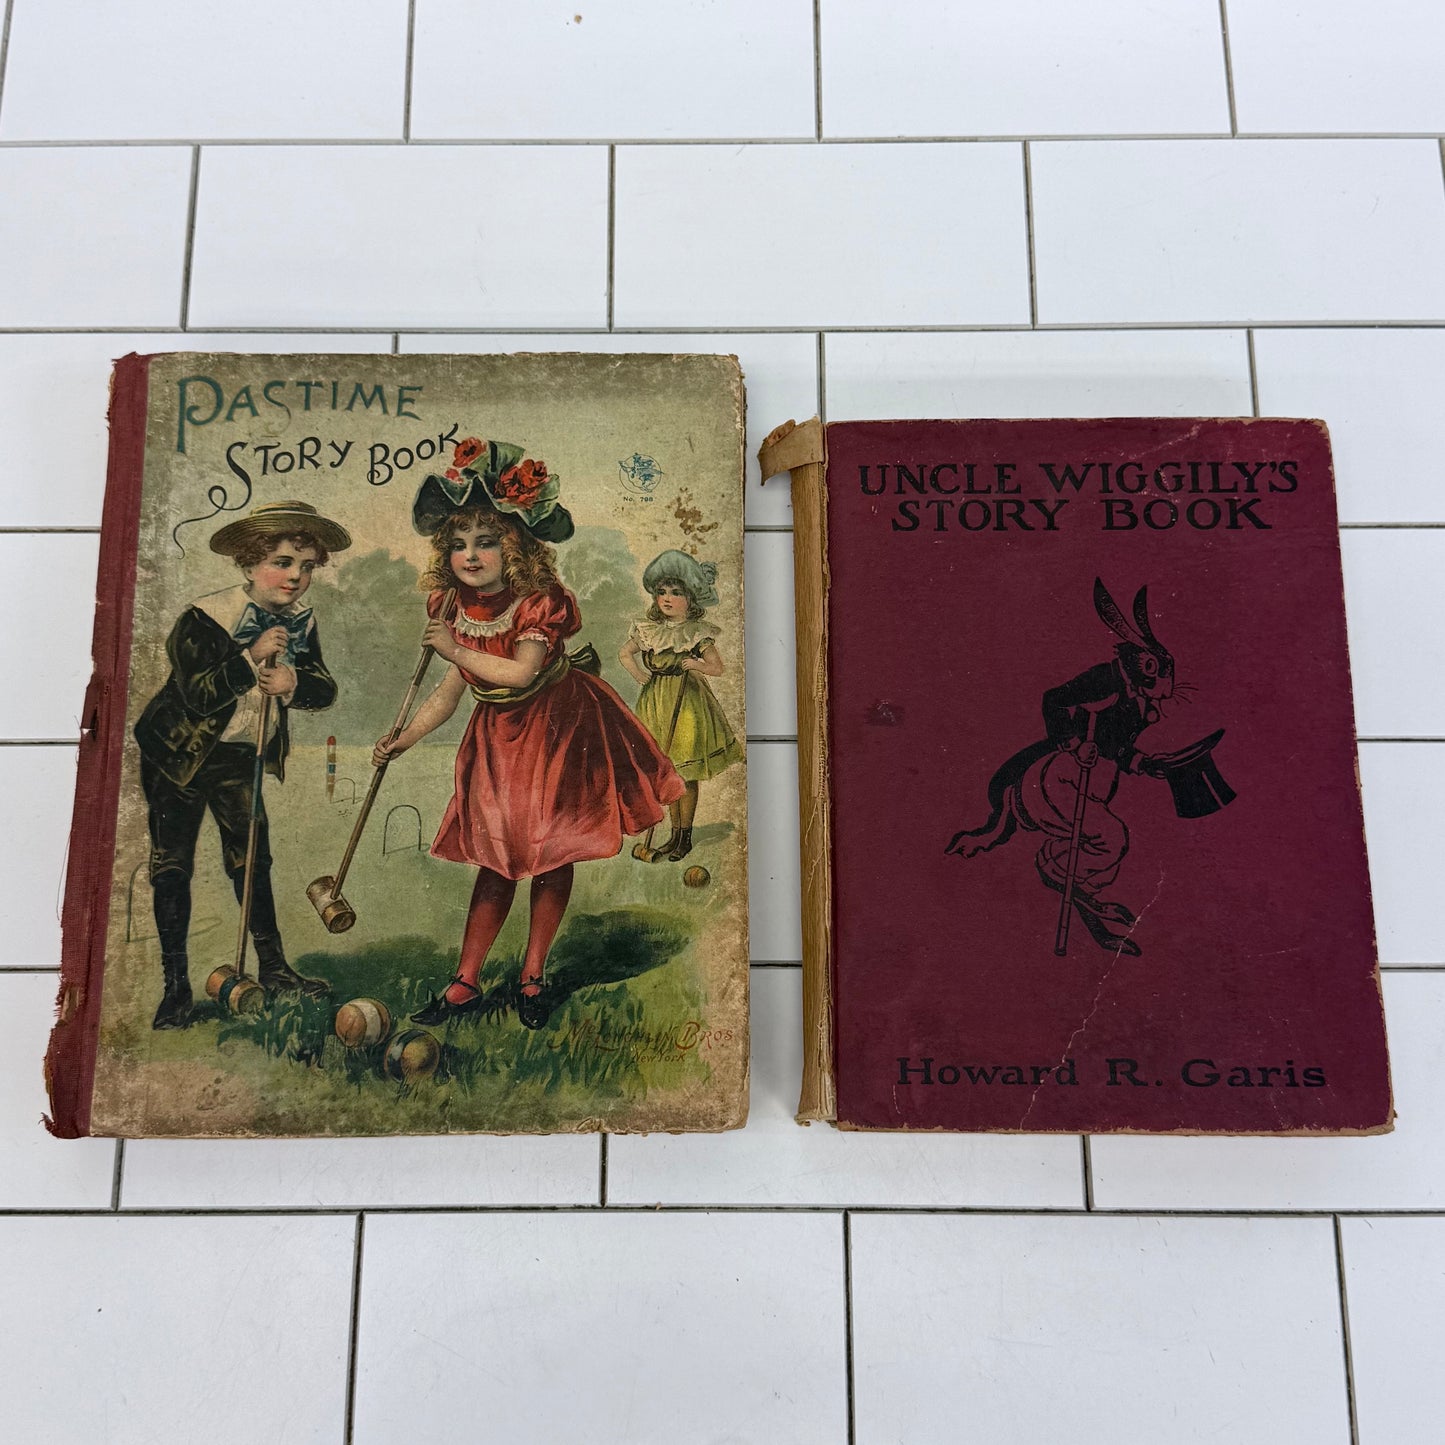 PASTIME
STORY BOOK
No. 798
McLOUGHLIN BROS
New York
UNCLE WIGGILY'S
STORY BOOK
Howard R. Garis